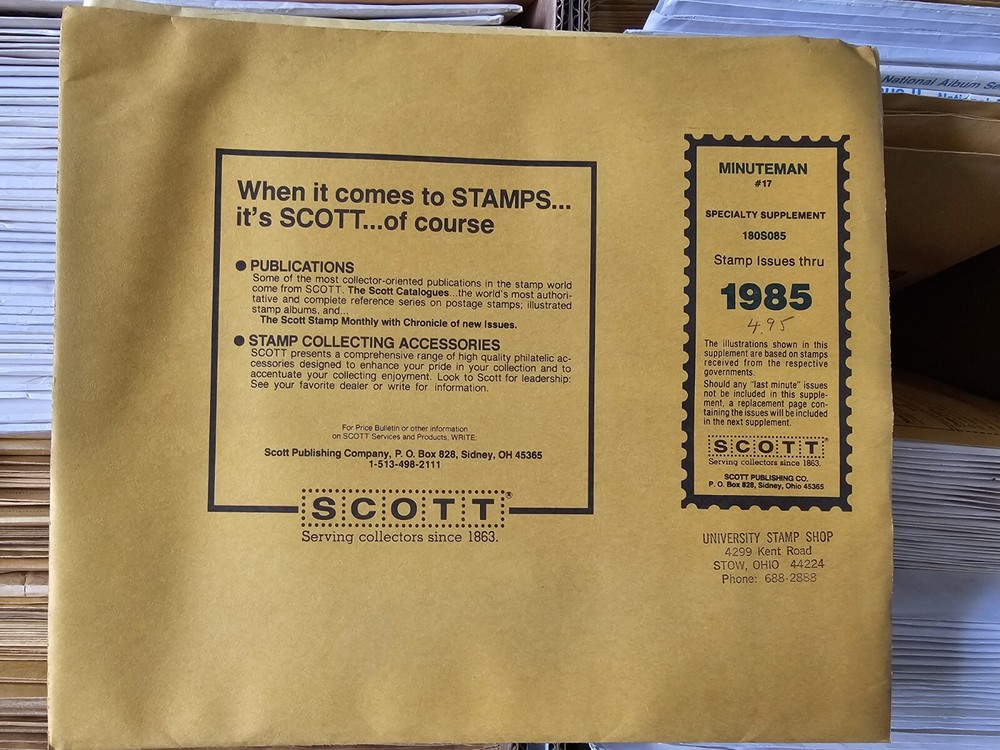 When it comes to STAMPS...
it's SCOTT...of course
● PUBLICATIONS
Some of the most collector-oriented publications in the stamp world
come from SCOTT. The Scott Catalogues...the world's most authori-
tative and complete reference series on postage stamps; illustrated
stamp albums, and...
The Scott Stamp Monthly with Chronicle of new Issues.
● STAMP COLLECTING ACCESSORIES
SCOTT presents a comprehensive range of high quality philatelic ac-
cessories designed to enhance your pride in your collection and to
accentuate your collecting enjoyment. Look to Scott for leadership:
See your favorite dealer or write for information.
For Price Bulletin or other information
on SCOTT Services and Products, WRITE:
Scott Publishing Company, P. O. Box 828, Sidney, OH 45365
1-513-498-2111
SCOTT®
Serving collectors since 1863.
MINUTEMAN
#17
SPECIALTY SUPPLEMENT
180S085
Stamp Issues thru
1985
4.95
The illustrations shown in this
supplement are based on stamps
received from the respective
governments.
Should any "last minute" issues
not be included in this supple-
ment, a replacement page con-
taining the issues will be included
in the next supplement.
SCOTT®
Serving collectors since 1863.
SCOTT PUBLISHING CO.
P. O. Box 828, Sidney, Ohio 45365
UNIVERSITY STAMP SHOP
4299 Kent Road
STOW, OHIO 44224
Phone: 688-2888
National Album